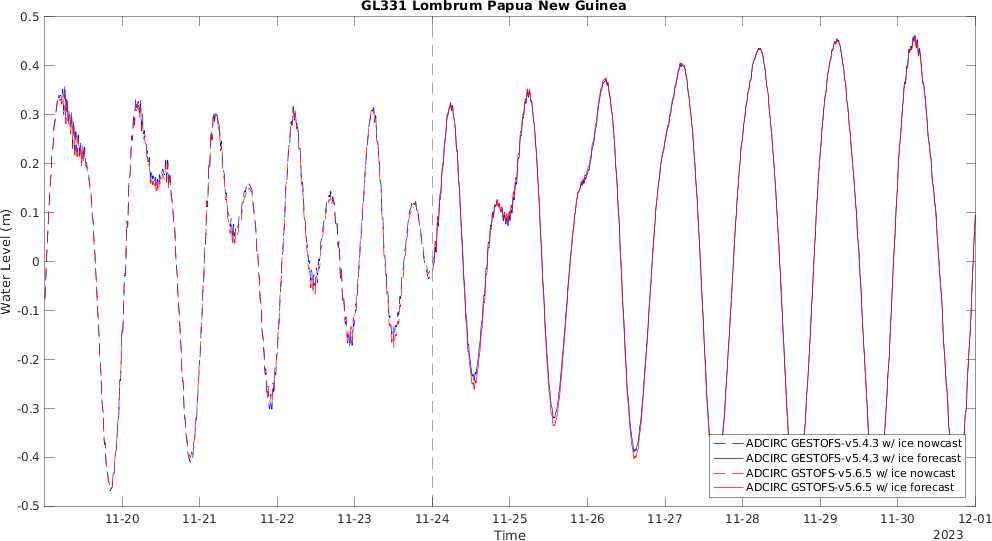 GL331 Lombrum Papua New Guinea
0.5
0.4
0.3
0.2
0.1
0
-0.1
-0.2
-0.3
-0.4
-0.5
Water Level (m)
ADCIRC GESTOFS-v5.4.3 w/ ice nowcast
ADCIRC GESTOFS-v5.4.3 w/ ice forecast
ADCIRC GSTOFS-v5.6.5 w/ ice nowcast
ADCIRC GSTOFS-v5.6.5 w/ ice forecast
11-20 11-21 11-22 11-23 11-24 11-25 11-26 11-27 11-28 11-29 11-30 12-01
Time
2023